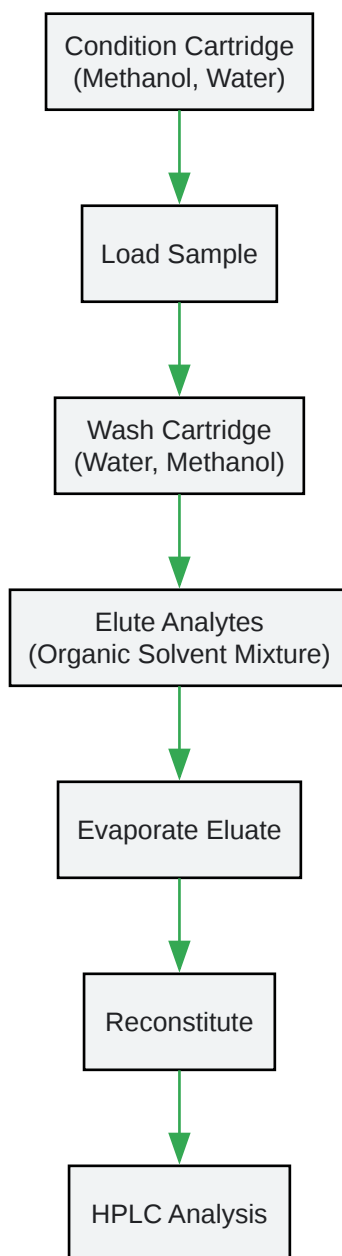 Condition Cartridge
(Methanol, Water)
Load Sample
Wash Cartridge
(Water, Methanol)
Elute Analytes
(Organic Solvent Mixture)
Evaporate Eluate
Reconstitute
HPLC Analysis